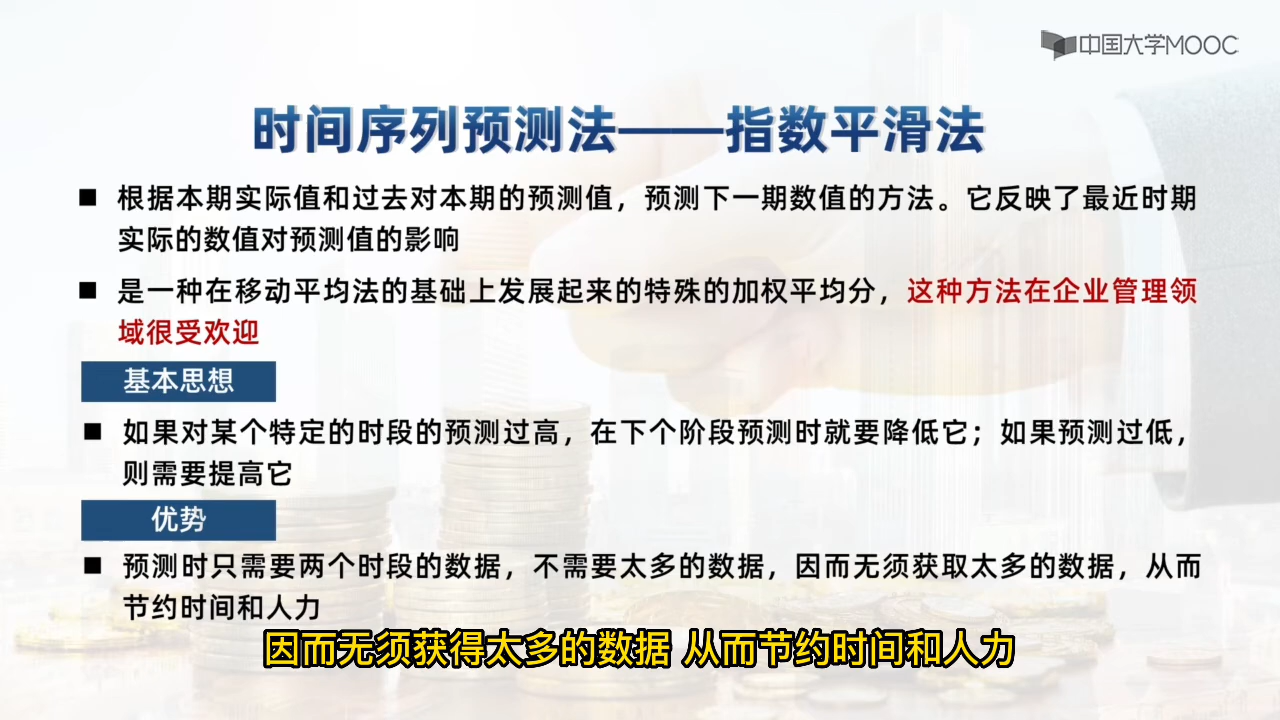 中国大学MOOC
时间序列预测法——指数平滑法
■ 根据本期实际值和过去对本期的预测值，预测下一期数值的方法。它反映了最近时期
实际的数值对预测值的影响
■ 是一种在移动平均法的基础上发展起来的特殊的加权平均分，这种方法在企业管理领
域很受欢迎
基本思想
■ 如果对某个特定的时段的预测过高，在下个阶段预测时就要降低它；如果预测过低，
则需要提高它
优势
■ 预测时只需要两个时段的数据，不需要太多的数据，因而无须获取太多的数据，从而
节约时间和人力
因而无须获得太多的数据 从而节约时间和人力